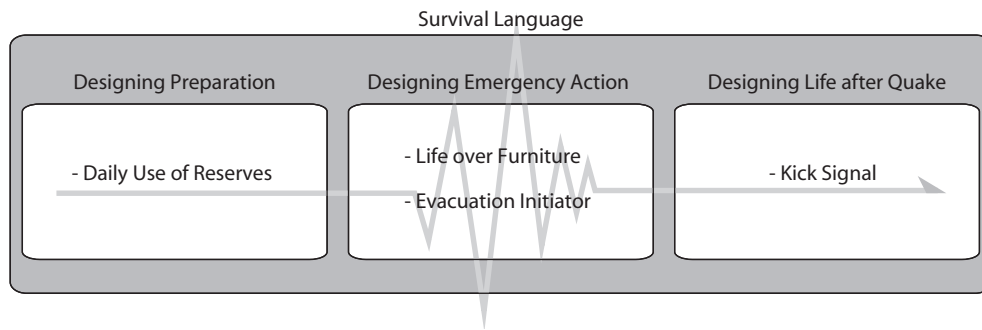 Survival Language
Designing Preparation
- Daily Use of Reserves
Designing Emergency Action
- Life over Furniture
- Evacuation Initiator
Designing Life after Quake
- Kick Signal